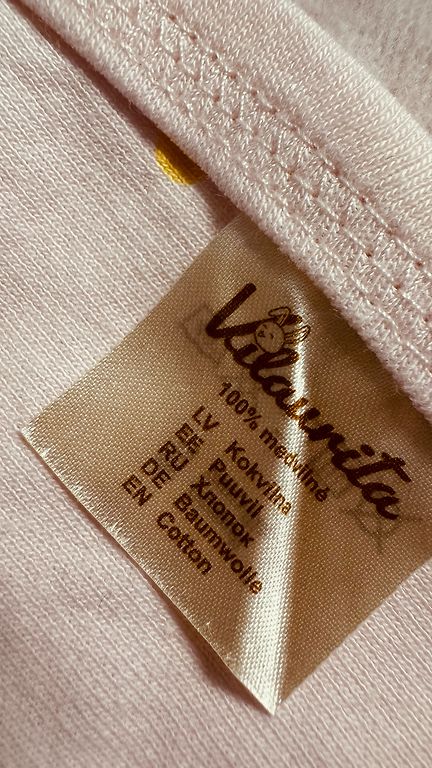 Vilaurita
100% medvilnė
LV Kokvilna
EE Puuvill
RU Хлопок
DE Baumwolle
EN Cotton